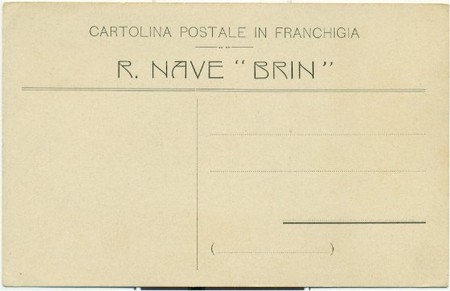 CARTOLINA POSTALE IN FRANCHIGIA
R. NAVE "BRIN"
( )